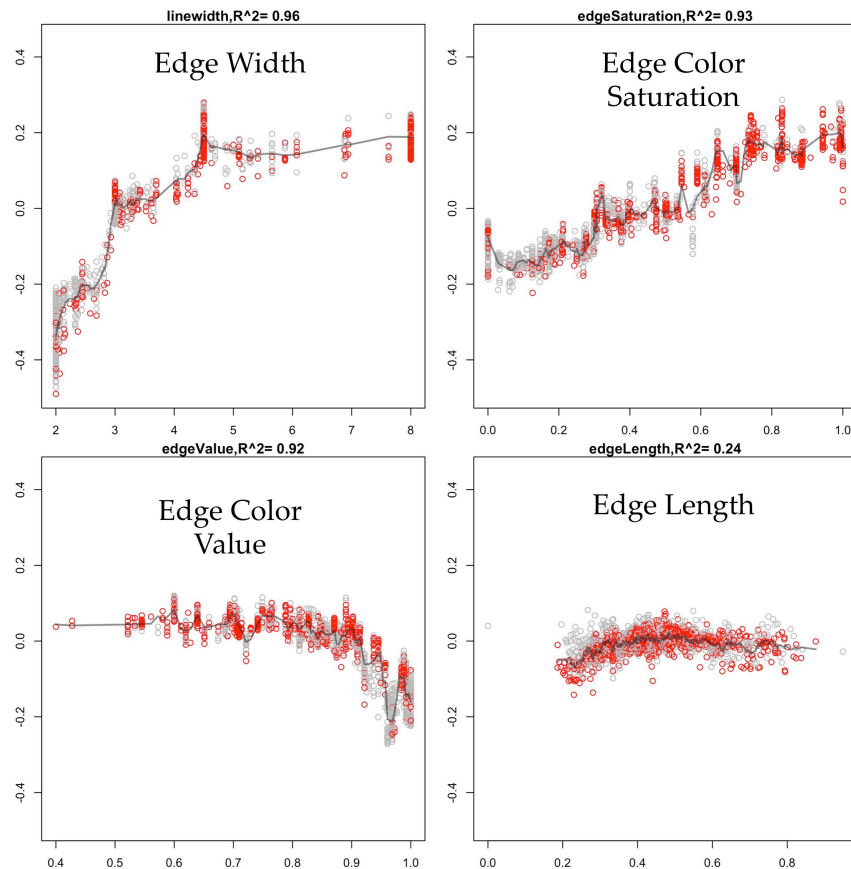 linewidth,R^2= 0.96
Edge Width
0.4
0.2
0.0
-0.2
-0.4
2 3 4 5 6 7 8
edgeSaturation,R^2= 0.93
Edge Color
Saturation
0.4
0.2
0.0
-0.2
-0.4
0.0 0.2 0.4 0.6 0.8 1.0
edgeValue,R^2= 0.92
Edge Color
Value
0.4
0.2
0.0
-0.2
-0.4
0.4 0.5 0.6 0.7 0.8 0.9 1.0
edgeLength,R^2= 0.24
Edge Length
0.4
0.2
0.0
-0.2
-0.4
0.0 0.2 0.4 0.6 0.8